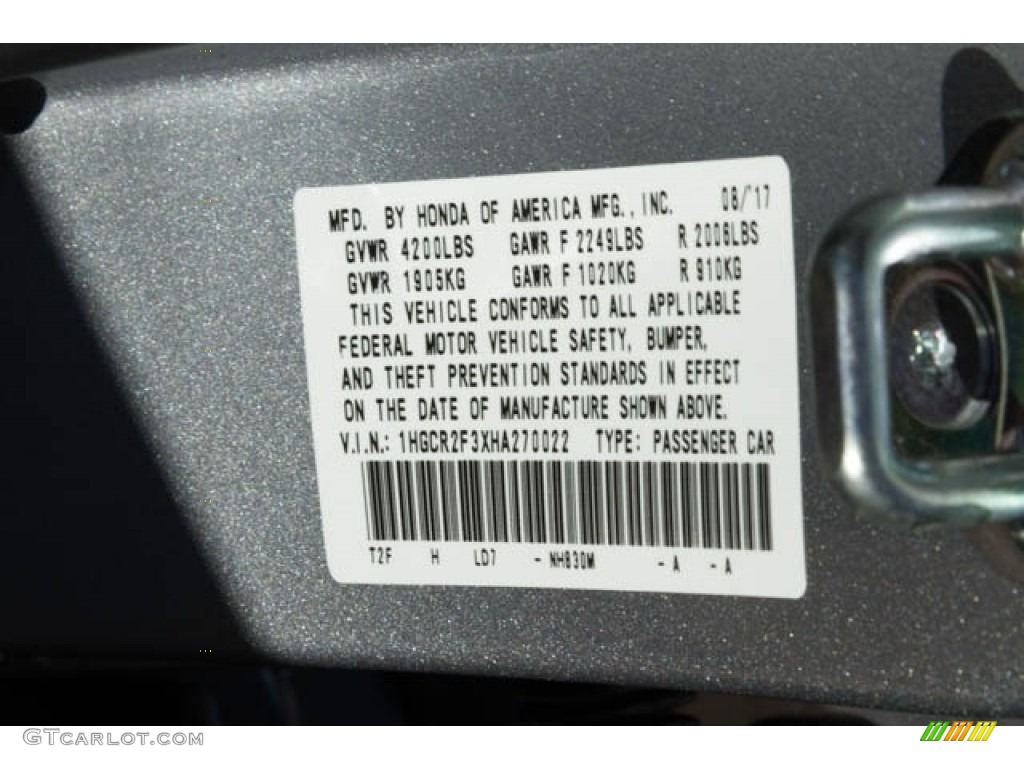 MFD. BY HONDA OF AMERICA MFG., INC. 08/'17
GVWR 4200LBS GAWR F 2249LBS R 2006LBS
GVWR 1905KG GAWR F 1020KG R 910KG
THIS VEHICLE CONFORMS TO ALL APPLICABLE
FEDERAL MOTOR VEHICLE SAFETY, BUMPER,
AND THEFT PREVENTION STANDARDS IN EFFECT
ON THE DATE OF MANUFACTURE SHOWN ABOVE.
V.I.N.: 1HGCR2F3XHA270022 TYPE: PASSENGER CAR
T2F H LD7 - NH830M - A - A
GTcarlot.com